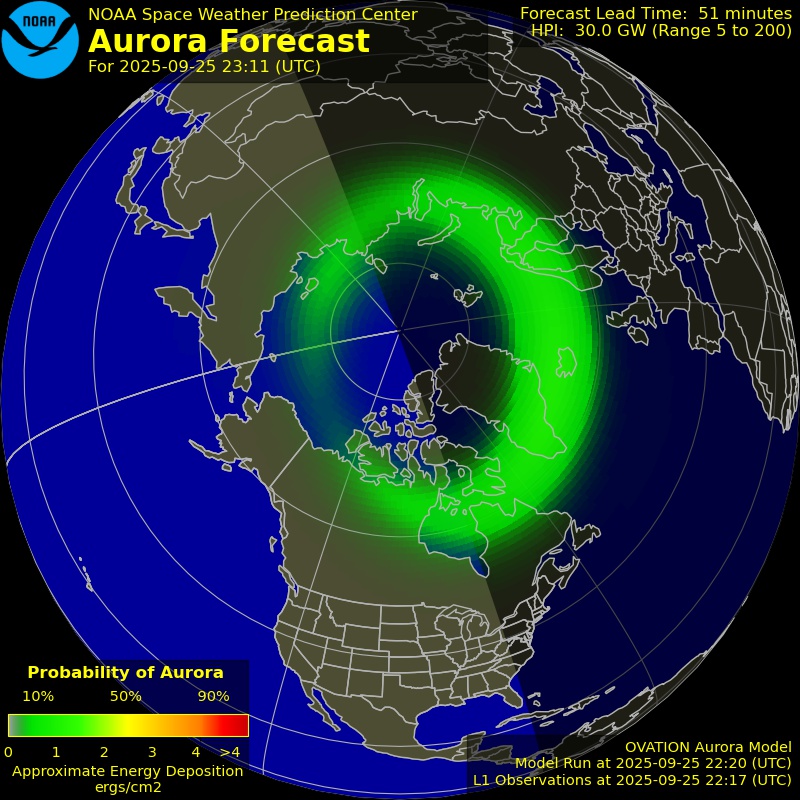 NOAA
NOAA Space Weather Prediction Center
Aurora Forecast
For 2025-09-25 23:11 (UTC)
Forecast Lead Time: 51 minutes
HPI: 30.0 GW (Range 5 to 200)
Probability of Aurora
10% 50% 90%
0 1 2 3 4 >4
Approximate Energy Deposition
ergs/cm2
OVATION Aurora Model
Model Run at 2025-09-25 22:20 (UTC)
L1 Observations at 2025-09-25 22:17 (UTC)